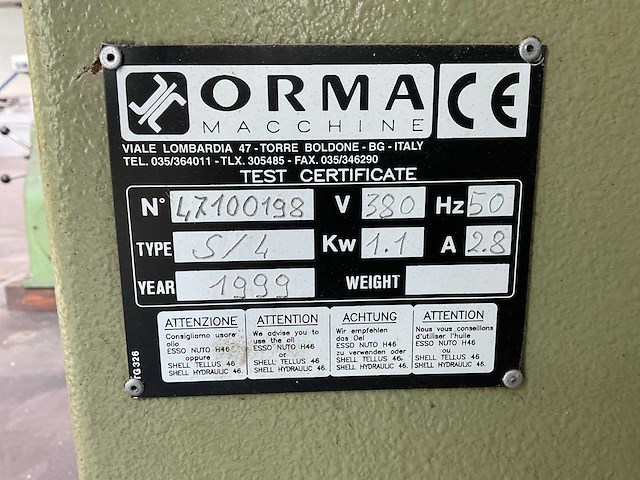 ORMA
MACCHINE
CE
VIALE LOMBARDIA 47 - TORRE BOLDONE - BG - ITALY
TEL. 035/364011 - TLX. 305485 - FAX. 035/346290
TEST CERTIFICATE
N° 47100198 V 380 Hz 50
TYPE S/4 Kw 1.1 A 2.8
YEAR 1999 WEIGHT
ATTENZIONE
Consigliamo usare
olio
ESSO NUTO H46
oppure
SHELL TELLUS 46
SHELL HYDRAULIC 46.
ATTENTION
We advise you to
use the oil
ESSO NUTO H46
or
SHELL TELLUS 46
SHELL HYDRAULIC 46.
ACHTUNG
Wir empfehlen
das Oel
ESSO NUTO H46
zu verwenden oder
SHELL TELLUS 46.
SHELL HYDRAULIC 46.
ATTENTION
Nous vous conseillons
d'utiliser huile
ESSO NUTO H46
ou
SHELL TELLUS 46
SHELL HYDRAULIC 46.
TG 326